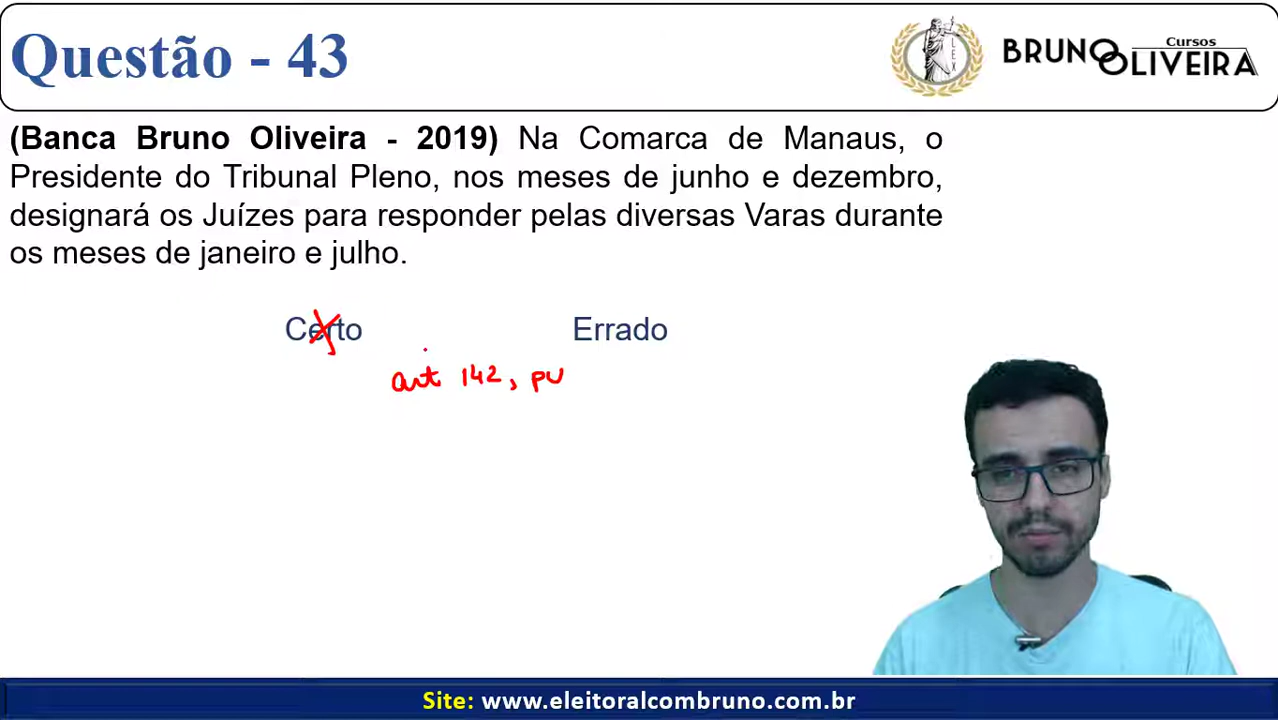 Questão - 43
Cursos
BRUNO OLIVEIRA
LEX
(Banca Bruno Oliveira - 2019) Na Comarca de Manaus, o
Presidente do Tribunal Pleno, nos meses de junho e dezembro,
designará os Juízes para responder pelas diversas Varas durante
os meses de janeiro e julho.
Certo Errado
art 142, pu
Site: www.eleitoralcombruno.com.br